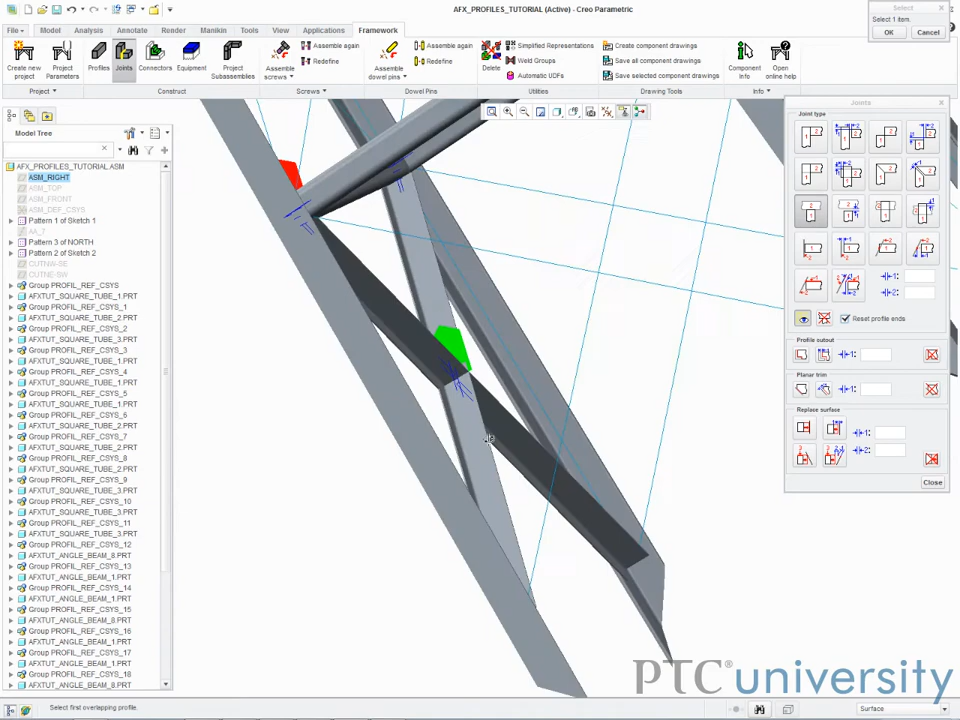 AFX_PROFILES_TUTORIAL (Active) - Creo Parametric
File Model Analysis Annotate Render Manikin Tools View Applications Framework
Create new project
Project Parameters
Profiles
Joints
Connectors
Equipment
Project Subassemblies
Assemble screws
Assemble again
Redefine
Assemble dowel pins
Assemble again
Redefine
Delete
Simplified Representations
Weld Groups
Automatic UDFs
Create component drawings
Save all component drawings
Save selected component drawings
Component Info
Open online help
Project Construct Screws Dowel Pins Utilities Drawing Tools Info
Select
Select 1 item.
OK Cancel
Model Tree
AFX_PROFILES_TUTORIAL.ASM
ASM_RIGHT
ASM_TOP
ASM_FRONT
ASM_DEF_CSYS
Pattern 1 of Sketch 1
AA_7
Pattern 3 of NORTH
Pattern 2 of Sketch 2
CUTNW-SE
CUTNE-SW
Group PROFIL_REF_CSYS
AFXTUT_SQUARE_TUBE_1.PRT
Group PROFIL_REF_CSYS_1
AFXTUT_SQUARE_TUBE_2.PRT
Group PROFIL_REF_CSYS_2
AFXTUT_SQUARE_TUBE_3.PRT
Group PROFIL_REF_CSYS_3
AFXTUT_SQUARE_TUBE_1.PRT
Group PROFIL_REF_CSYS_4
AFXTUT_SQUARE_TUBE_2.PRT
Group PROFIL_REF_CSYS_5
AFXTUT_SQUARE_TUBE_1.PRT
Group PROFIL_REF_CSYS_6
AFXTUT_SQUARE_TUBE_2.PRT
Group PROFIL_REF_CSYS_7
AFXTUT_SQUARE_TUBE_2.PRT
Group PROFIL_REF_CSYS_8
AFXTUT_SQUARE_TUBE_2.PRT
Group PROFIL_REF_CSYS_9
AFXTUT_SQUARE_TUBE_3.PRT
Group PROFIL_REF_CSYS_10
AFXTUT_SQUARE_TUBE_3.PRT
Group PROFIL_REF_CSYS_11
AFXTUT_SQUARE_TUBE_3.PRT
Group PROFIL_REF_CSYS_12
AFXTUT_ANGLE_BEAM_8.PRT
Group PROFIL_REF_CSYS_13
AFXTUT_ANGLE_BEAM_1.PRT
Group PROFIL_REF_CSYS_14
AFXTUT_ANGLE_BEAM_1.PRT
Group PROFIL_REF_CSYS_15
AFXTUT_ANGLE_BEAM_8.PRT
Group PROFIL_REF_CSYS_16
AFXTUT_ANGLE_BEAM_1.PRT
Group PROFIL_REF_CSYS_17
AFXTUT_ANGLE_BEAM_1.PRT
Group PROFIL_REF_CSYS_18
AFXTUT_ANGLE_BEAM_8.PRT
Joints
Joint type
Reset profile ends
Profile cutout
Planar trim
Replace surface
Close
PTC® university
Select first overlapping profile.
Surface